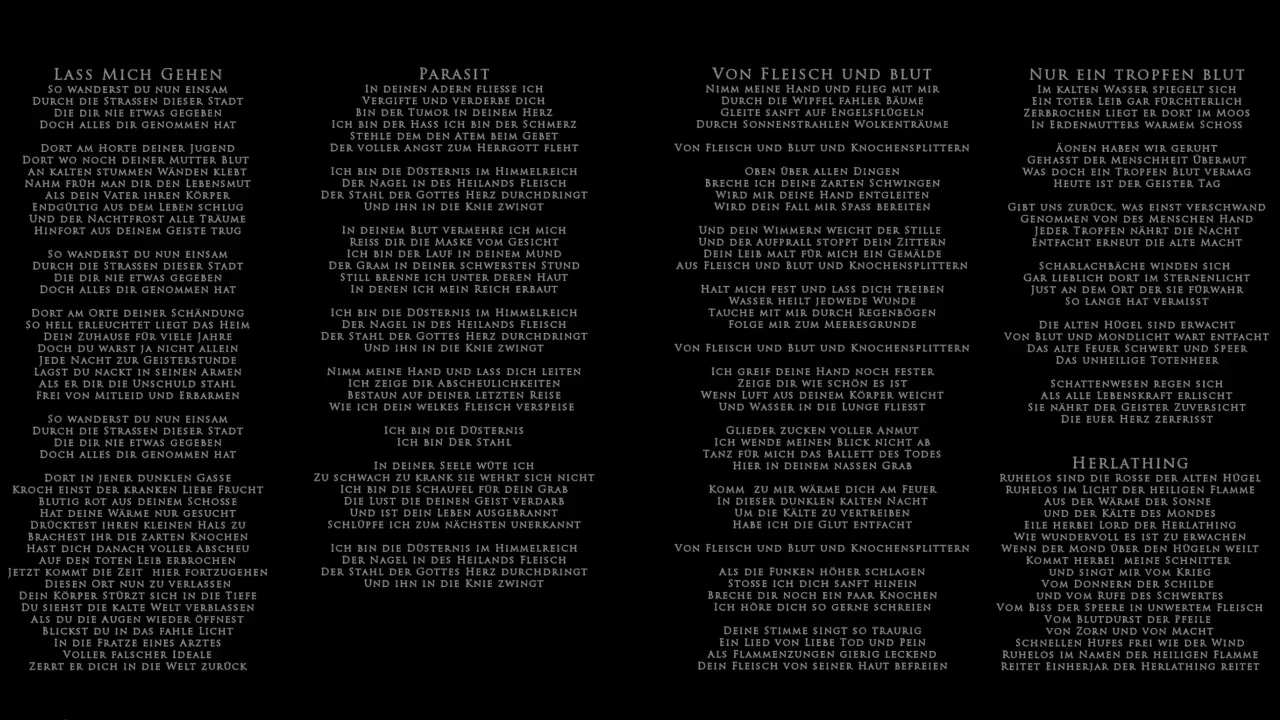 Lass Mich Gehen
So wanderst du nun einsam
Durch die Strassen dieser Stadt
Die dir nie etwas gegeben
Doch alles dir genommen hat
Dort am Horte deiner Jugend
Dort wo noch deiner Mutter Blut
An kalten stummen Wänden klebt
Nahm früh man dir den Lebensmut
Als dein Vater ihren Körper
Endgültig aus dem Leben schlug
Und der Nachtfrost alle Träume
Hinfort aus deinem Geiste trug
So wanderst du nun einsam
Durch die Strassen dieser Stadt
Die dir nie etwas gegeben
Doch alles dir genommen hat
Dort am Orte deiner Schändung
So hell erleuchtet liegt das Heim
Dein Zuhause für viele Jahre
Doch du warst ja nicht allein
Jede Nacht zur Geisterstunde
Lagst du nackt in seinen Armen
Als er dir die Unschuld stahl
Frei von Mitleid und Erbarmen
So wanderst du nun einsam
Durch die Strassen dieser Stadt
Die dir nie etwas gegeben
Doch alles dir genommen hat
Dort in jener dunklen Gasse
Kroch einst der kranken Liebe Frucht
Blutig rot aus deinem Schosse
Hat deine Wärme nur gesucht
Drücktest ihren kleinen Hals zu
Brachest ihr die zarten Knochen
Hast dich danach voller Abscheu
Auf den toten Leib erbrochen
Jetzt kommt die Zeit hier fortzugehen
Diesen Ort nun zu verlassen
Dein Körper stürzt sich in die Tiefe
Du siehst die kalte Welt verblassen
Als du die Augen wieder öffnest
Blickst du in das fahle Licht
In die Fratze eines Arztes
Voller falscher Ideale
Zerrt er dich in die Welt zurück
Parasit
In deinen Adern fliesse ich
Vergifte und verderbe dich
Bin der Tumor in deinem Herz
Ich bin der Hass ich bin der Schmerz
Stehle dem den Atem beim Gebet
Der voller Angst zum Herrgott fleht
Ich bin die Düsternis im Himmelreich
Der Nagel in des Heilands Fleisch
Der Stahl der Gottes Herz durchdringt
Und ihn in die Knie zwingt
In deinem Blut vermehre ich mich
Reiss dir die Maske vom Gesicht
Ich bin der Lauf in deinem Mund
Der Gram in deiner schwersten Stund
Still brenne ich unter deren Haut
In denen ich mein Reich erbaut
Ich bin die Düsternis im Himmelreich
Der Nagel in des Heilands Fleisch
Der Stahl der Gottes Herz durchdringt
Und ihn in die Knie zwingt
Nimm meine Hand und lass dich leiten
Ich zeige dir Abscheulichkeiten
Bestaun auf deiner letzten Reise
Wie ich dein welkes Fleisch verspeise
Ich bin die Düsternis
Ich bin Der Stahl
In deiner Seele wüte ich
Zu schwach zu krank sie wehrt sich nicht
Ich bin die Schaufel für dein Grab
Die Lust die deinen Geist verdarb
Und ist dein Leben ausgebrannt
Schlüpfe ich zum nächsten unerkannt
Ich bin die Düsternis im Himmelreich
Der Nagel in des Heilands Fleisch
Der Stahl der Gottes Herz durchdringt
Und ihn in die Knie zwingt
Von Fleisch und blut
Nimm meine Hand und flieg mit mir
Durch die Wipfel fahler Bäume
Gleite sanft auf Engelsflügeln
Durch Sonnenstrahlen Wolkenträume
Von Fleisch und Blut und Knochensplittern
Oben über allen Dingen
Breche ich deine zarten Schwingen
Wird mir deine Hand entgleiten
Wird dein Fall mir Spass bereiten
Und dein Wimmern weicht der Stille
Und der Aufprall stoppt dein Zittern
Dein Leib malt für mich ein Gemälde
Aus Fleisch und Blut und Knochensplittern
Halt mich fest und lass dich treiben
Wasser heilt jedwede Wunde
Tauche mit mir durch Regenbögen
Folge mir zum Meeresgrunde
Von Fleisch und Blut und Knochensplittern
Ich greif deine Hand noch fester
Zeige dir wie schön es ist
Wenn Luft aus deinem Körper weicht
Und Wasser in die Lunge fliesst
Glieder zucken voller Anmut
Ich wende meinen Blick nicht ab
Tanz für mich das Ballett des Todes
Hier in deinem nassen Grab
Komm zu mir wärme dich am Feuer
In dieser dunklen kalten Nacht
Um die Kälte zu vertreiben
Habe ich die Glut entfacht
Von Fleisch und Blut und Knochensplittern
Als die Funken höher schlagen
Stosse ich dich sanft hinein
Breche dir noch ein paar Knochen
Ich höre dich so gerne schreien
Deine Stimme singt so traurig
Ein Lied von Liebe Tod und Pein
Als Flammenzungen gierig leckend
Dein Fleisch von seiner Haut befreien
Nur ein tropfen blut
Im kalten Wasser spiegelt sich
Ein toter Leib gar fürchterlich
Zerbrochen liegt er dort im Moos
In Erdenmutters warmem Schoss
Äonen haben wir geruht
Gehasst der Menschheit Übermut
Was doch ein Tropfen Blut vermag
Heute ist der Geister Tag
Gibt uns zurück, was einst verschwand
Genommen von des Menschen Hand
Jeder Tropfen nährt die Nacht
Entfacht erneut die alte Macht
Scharlachbäche winden sich
Gar lieblich dort im Sternenlicht
Just an dem Ort der sie fürwahr
So lange hat vermisst
Die alten Hügel sind erwacht
Von Blut und Mondlicht wart entfacht
Das alte Feuer Schwert und Speer
Das unheilige Totenheer
Schattenwesen regen sich
Als alle Lebenskraft erlischt
Sie nährt der Geister Zuversicht
Die euer Herz zerfrisst
Herlathing
Ruhelos sind die Rosse der alten Hügel
Ruhelos im Licht der heiligen Flamme
Aus der Wärme der Sonne
und der Kälte des Mondes
Eile herbei Lord der Herlathing
Wie wundervoll es ist zu erwachen
Wenn der Mond über den Hügeln weilt
Kommt herbei meine Schnitter
und singt mir vom Krieg
Vom Donnern der Schilde
und vom Rufe des Schwertes
Vom Biss der Speere in unwertem Fleisch
Vom Blutdurst der Pfeile
von Zorn und von Macht
Schnellen Hufes frei wie der Wind
Ruhelos im Namen der heiligen Flamme
Reitet Einherjar der Herlathing reitet